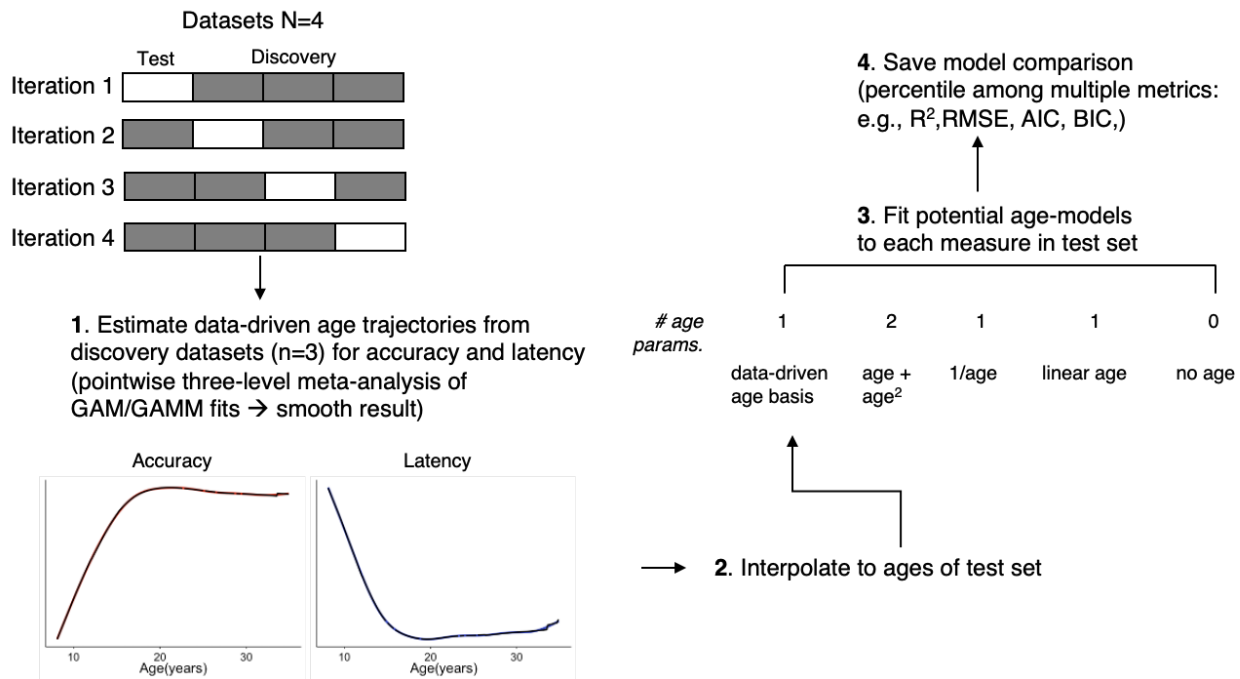 Datasets N=4
Test Discovery
Iteration 1
Iteration 2
Iteration 3
Iteration 4
1. Estimate data-driven age trajectories from
discovery datasets (n=3) for accuracy and latency
(pointwise three-level meta-analysis of
GAM/GAMM fits → smooth result)
Accuracy
10 20 30
Age(years)
Latency
10 20 30
Age(years)
2. Interpolate to ages of test set
3. Fit potential age-models
to each measure in test set
# age
params.
1 2 1 1 0
data-driven
age basis
age +
age²
1/age
linear age
no age
4. Save model comparison
(percentile among multiple metrics:
e.g., R²,RMSE, AIC, BIC,)